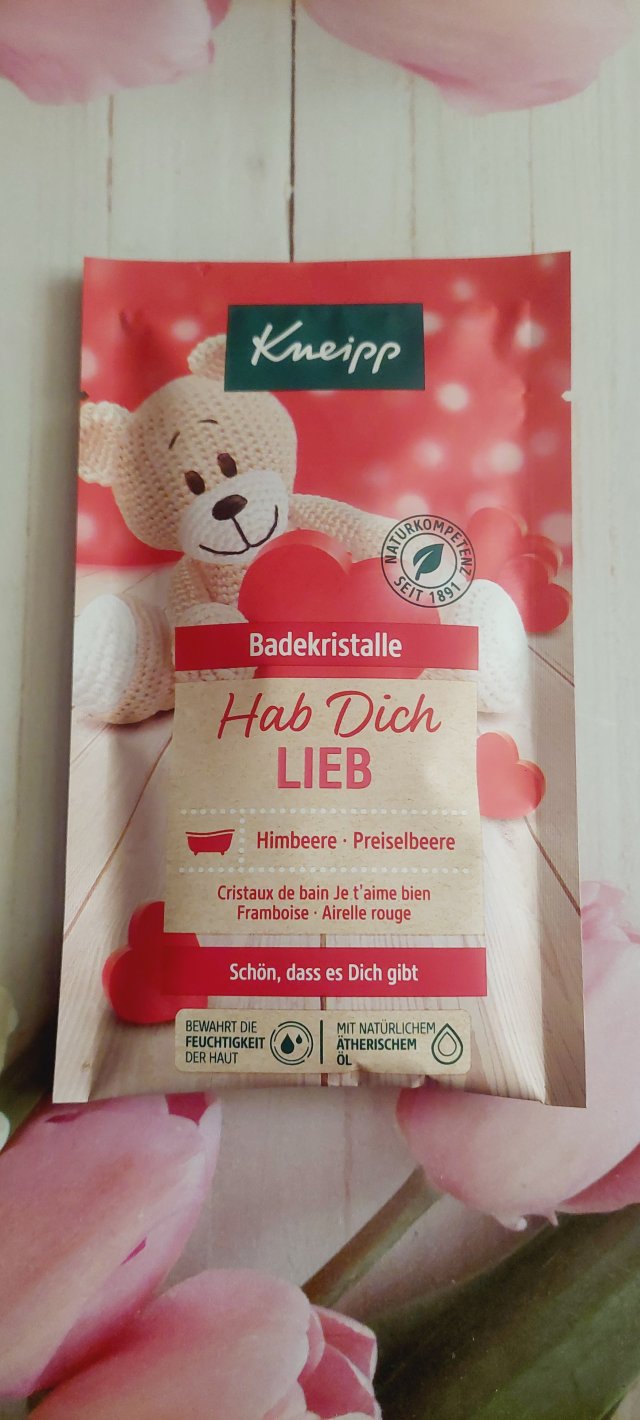 Kneipp
NATURKOMPETENZ
SEIT 1891
Badekristalle
Hab Dich
LIEB
Himbeere · Preiselbeere
Cristaux de bain Je t'aime bien
Framboise · Airelle rouge
Schön, dass es Dich gibt
BEWAHRT DIE
FEUCHTIGKEIT
DER HAUT
MIT NATÜRLICHEM
ÄTHERISCHEM
ÖL